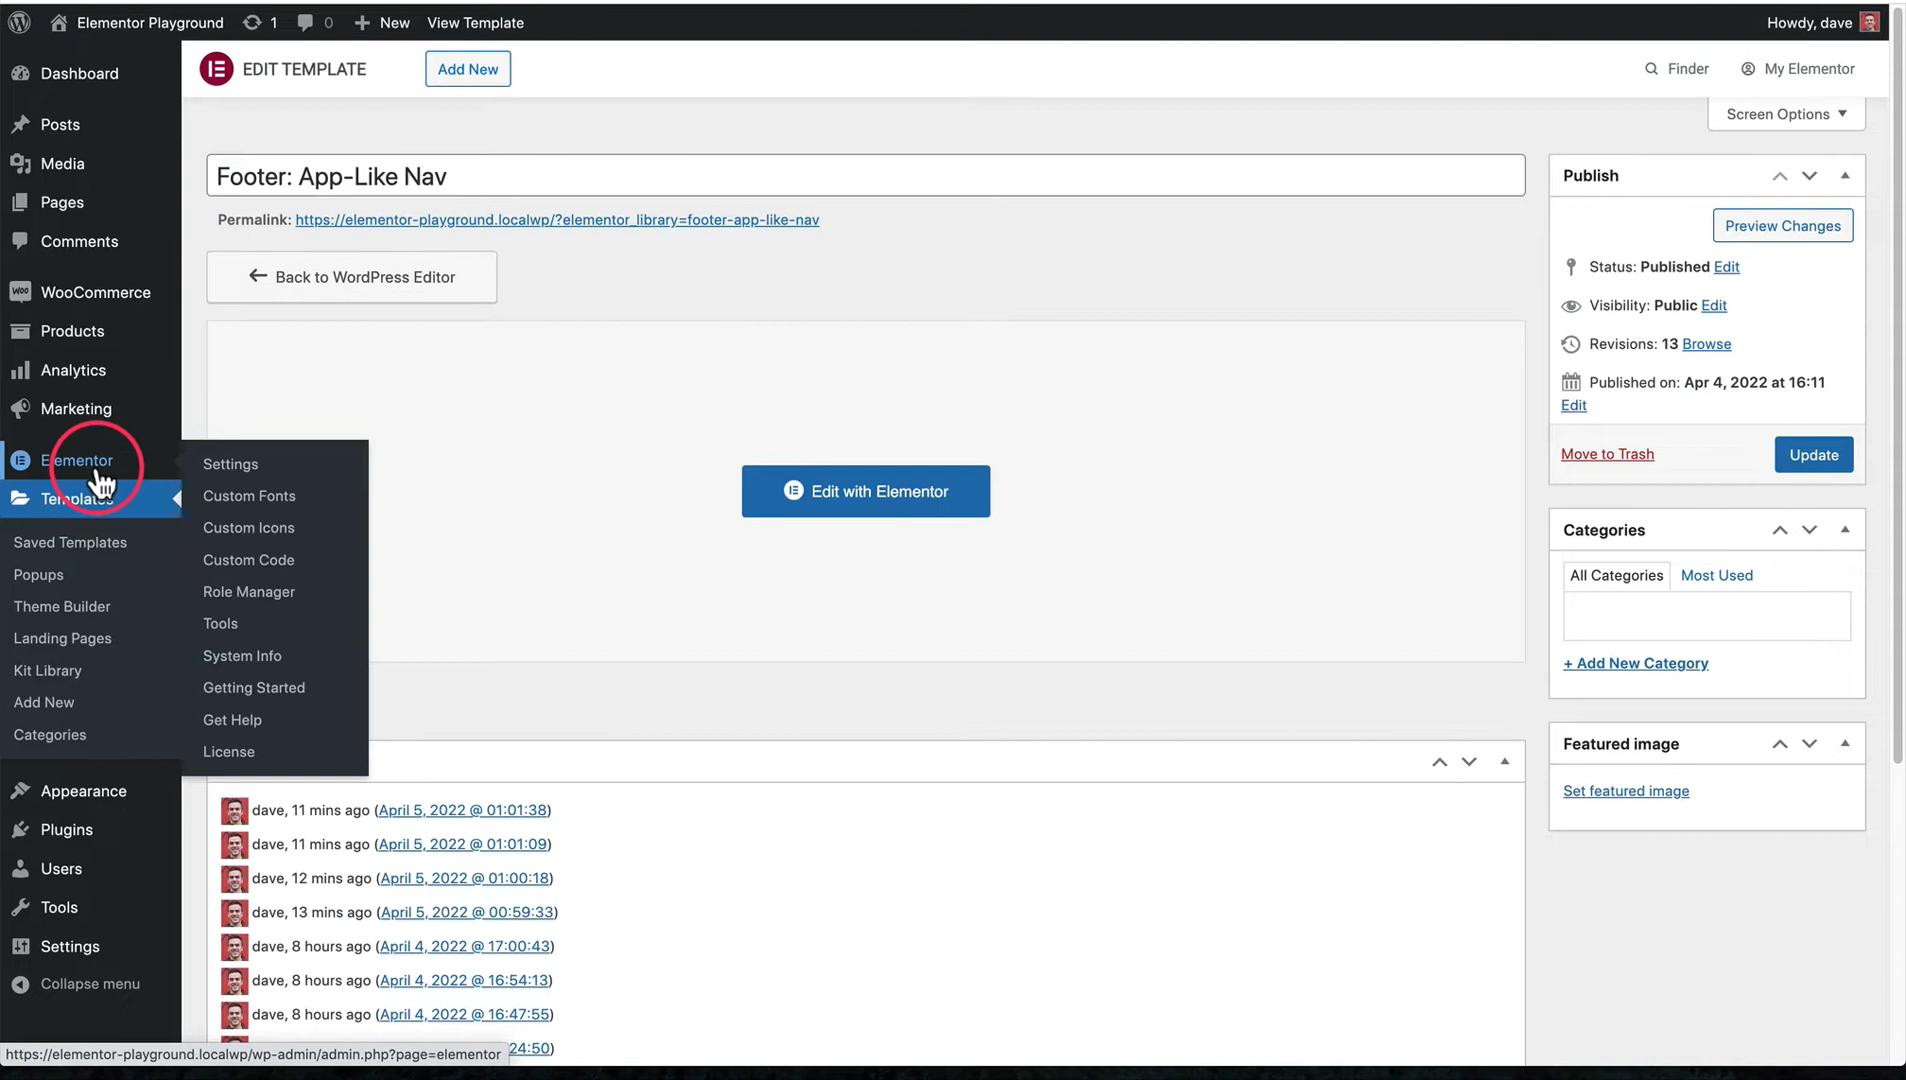 Elementor Playground
1
0
New
View Template
Howdy, dave
Dashboard
Posts
Media
Pages
Comments
WooCommerce
Products
Analytics
Marketing
Elementor
Templates
Saved Templates
Popups
Theme Builder
Landing Pages
Kit Library
Add New
Categories
Appearance
Plugins
Users
Tools
Settings
Collapse menu
Settings
Custom Fonts
Custom Icons
Custom Code
Role Manager
Tools
System Info
Getting Started
Get Help
License
EDIT TEMPLATE
Add New
Finder
My Elementor
Screen Options
Footer: App-Like Nav
Permalink: https://elementor-playground.localwp/?elementor_library=footer-app-like-nav
Back to WordPress Editor
Edit with Elementor
dave, 11 mins ago (April 5, 2022 @ 01:01:38)
dave, 11 mins ago (April 5, 2022 @ 01:01:09)
dave, 12 mins ago (April 5, 2022 @ 01:00:18)
dave, 13 mins ago (April 5, 2022 @ 00:59:33)
dave, 8 hours ago (April 4, 2022 @ 17:00:43)
dave, 8 hours ago (April 4, 2022 @ 16:54:13)
dave, 8 hours ago (April 4, 2022 @ 16:47:55)
24:50)
Publish
Preview Changes
Status: Published Edit
Visibility: Public Edit
Revisions: 13 Browse
Published on: Apr 4, 2022 at 16:11
Edit
Move to Trash
Update
Categories
All Categories
Most Used
+ Add New Category
Featured image
Set featured image
https://elementor-playground.localwp/wp-admin/admin.php?page=elementor